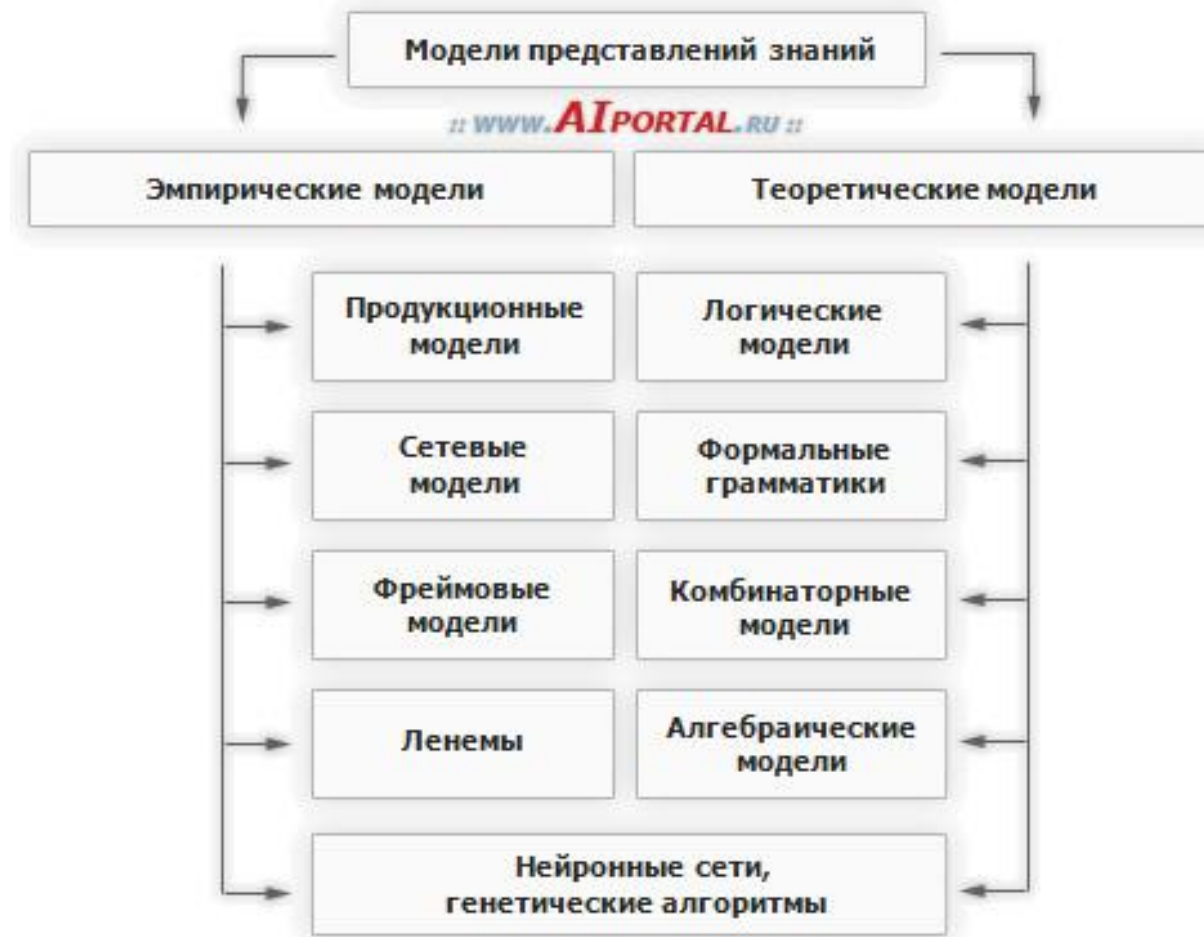 Модели представлений знаний
:: WWW.AIPORTAL.RU ::
Эмпирические модели
Теоретические модели
Продукционные
модели
Логические
модели
Сетевые
модели
Формальные
грамматики
Фреймовые
модели
Комбинаторные
модели
Ленемы
Алгебраические
модели
Нейронные сети,
генетические алгоритмы